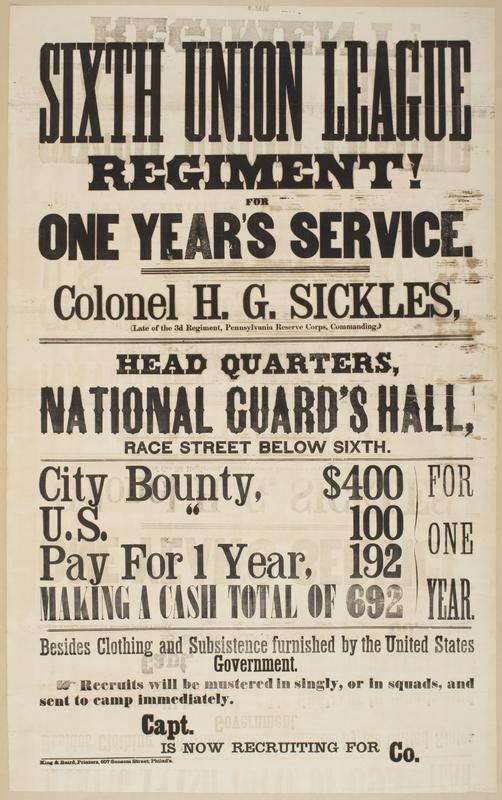 SIXTH UNION LEAGUE
REGIMENT!
FOR
ONE YEAR'S SERVICE.
Colonel H. G. SICKLES,
(Late of the 3d Regiment, Pennsylvania Reserve Corps, Commanding.)
HEAD QUARTERS,
NATIONAL GUARD'S HALL,
RACE STREET BELOW SIXTH.
City Bounty, $400
U.S. " 100
Pay For 1 Year, 192
MAKING A CASH TOTAL OF 692
FOR
ONE
YEAR.
Besides Clothing and Subsistence furnished by the United States
Government.
☞ Recruits will be mustered in singly, or in squads, and
sent to camp immediately.
Capt.
IS NOW RECRUITING FOR Co.
King & Baird, Printers, 607 Sansom Street, Philad'a.